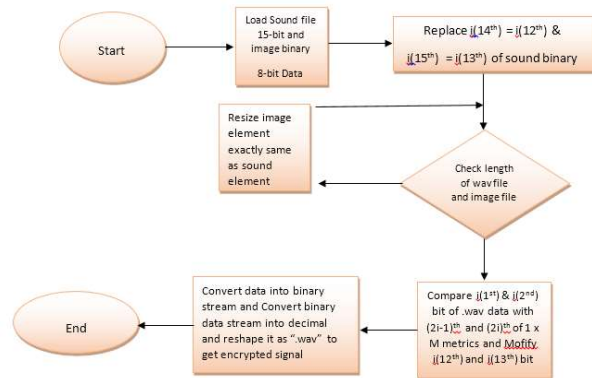 Start
Load Sound file
15-bit and
image binary
8-bit Data
Replace i(14th) = i(12th) &
i(15th) = i(13th) of sound binary
Resize image
element
exactly same
as sound
element
Check length
of wav file
and image file
Compare i(1st) & i(2nd)
bit of .wav data with
(2i-1)th and (2i)th of 1 x
M metrics and Mofify
i(12th) and i(13th) bit
Convert data into binary
stream and Convert binary
data stream into decimal
and reshape it as “.wav” to
get encrypted signal
End